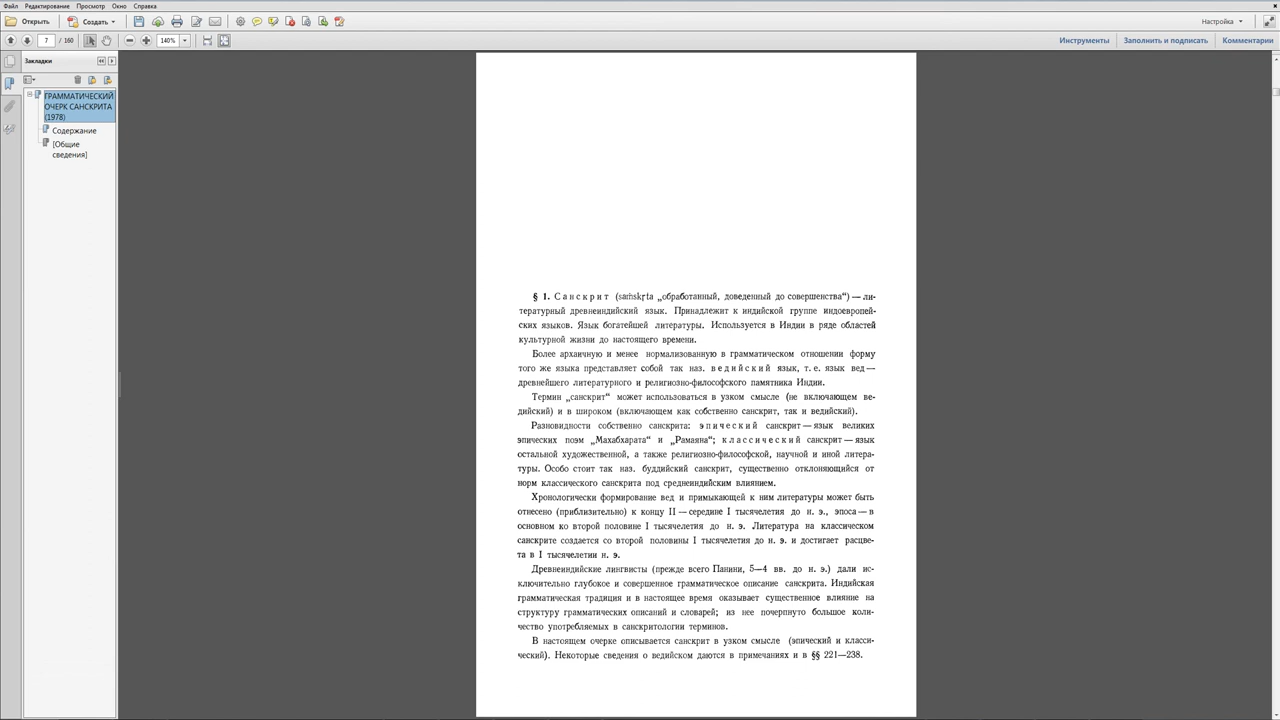 Файл Редактирование Просмотр Окно Справка
Открыть Создать Настройка
7 / 160 140% Инструменты Заполнить и подписать Комментарии
Закладки
ГРАММАТИЧЕСКИЙ
ОЧЕРК САНСКРИТА
(1978)
Содержание
[Общие
сведения]
§ 1. Санскрит (saṁskṛta „обработанный, доведенный до совершенства“) — ли-
тературный древнеиндийский язык. Принадлежит к индийской группе индоевропей-
ских языков. Язык богатейшей литературы. Используется в Индии в ряде областей
культурной жизни до настоящего времени.
Более архаичную и менее нормализованную в грамматическом отношении форму
того же языка представляет собой так наз. ведийский язык, т. е. язык вед —
древнейшего литературного и религиозно-философского памятника Индии.
Термин „санскрит“ может использоваться в узком смысле (не включающем ве-
дийский) и в широком (включающем как собственно санскрит, так и ведийский).
Разновидности собственно санскрита: эпический санскрит — язык великих
эпических поэм „Махабхарата“ и „Рамаяна“; классический санскрит — язык
остальной художественной, а также религиозно-философской, научной и иной литера-
туры. Особо стоит так наз. буддийский санскрит, существенно отклоняющийся от
норм классического санскрита под среднеиндийским влиянием.
Хронологически формирование вед и примыкающей к ним литературы может быть
отнесено (приблизительно) к концу II — середине I тысячелетия до н. э., эпоса — в
основном ко второй половине I тысячелетия до н. э. Литература на классическом
санскрите создается со второй половины I тысячелетия до н. э. и достигает расцве-
та в I тысячелетии н. э.
Древнеиндийские лингвисты (прежде всего Панини, 5—4 вв. до н. э.) дали ис-
ключительно глубокое и совершенное грамматическое описание санскрита. Индийская
грамматическая традиция и в настоящее время оказывает существенное влияние на
структуру грамматических описаний и словарей; из нее почерпнуто большое коли-
чество употребляемых в санскритологии терминов.
В настоящем очерке описывается санскрит в узком смысле (эпический и класси-
ческий). Некоторые сведения о ведийском даются в примечаниях и в §§ 221—238.